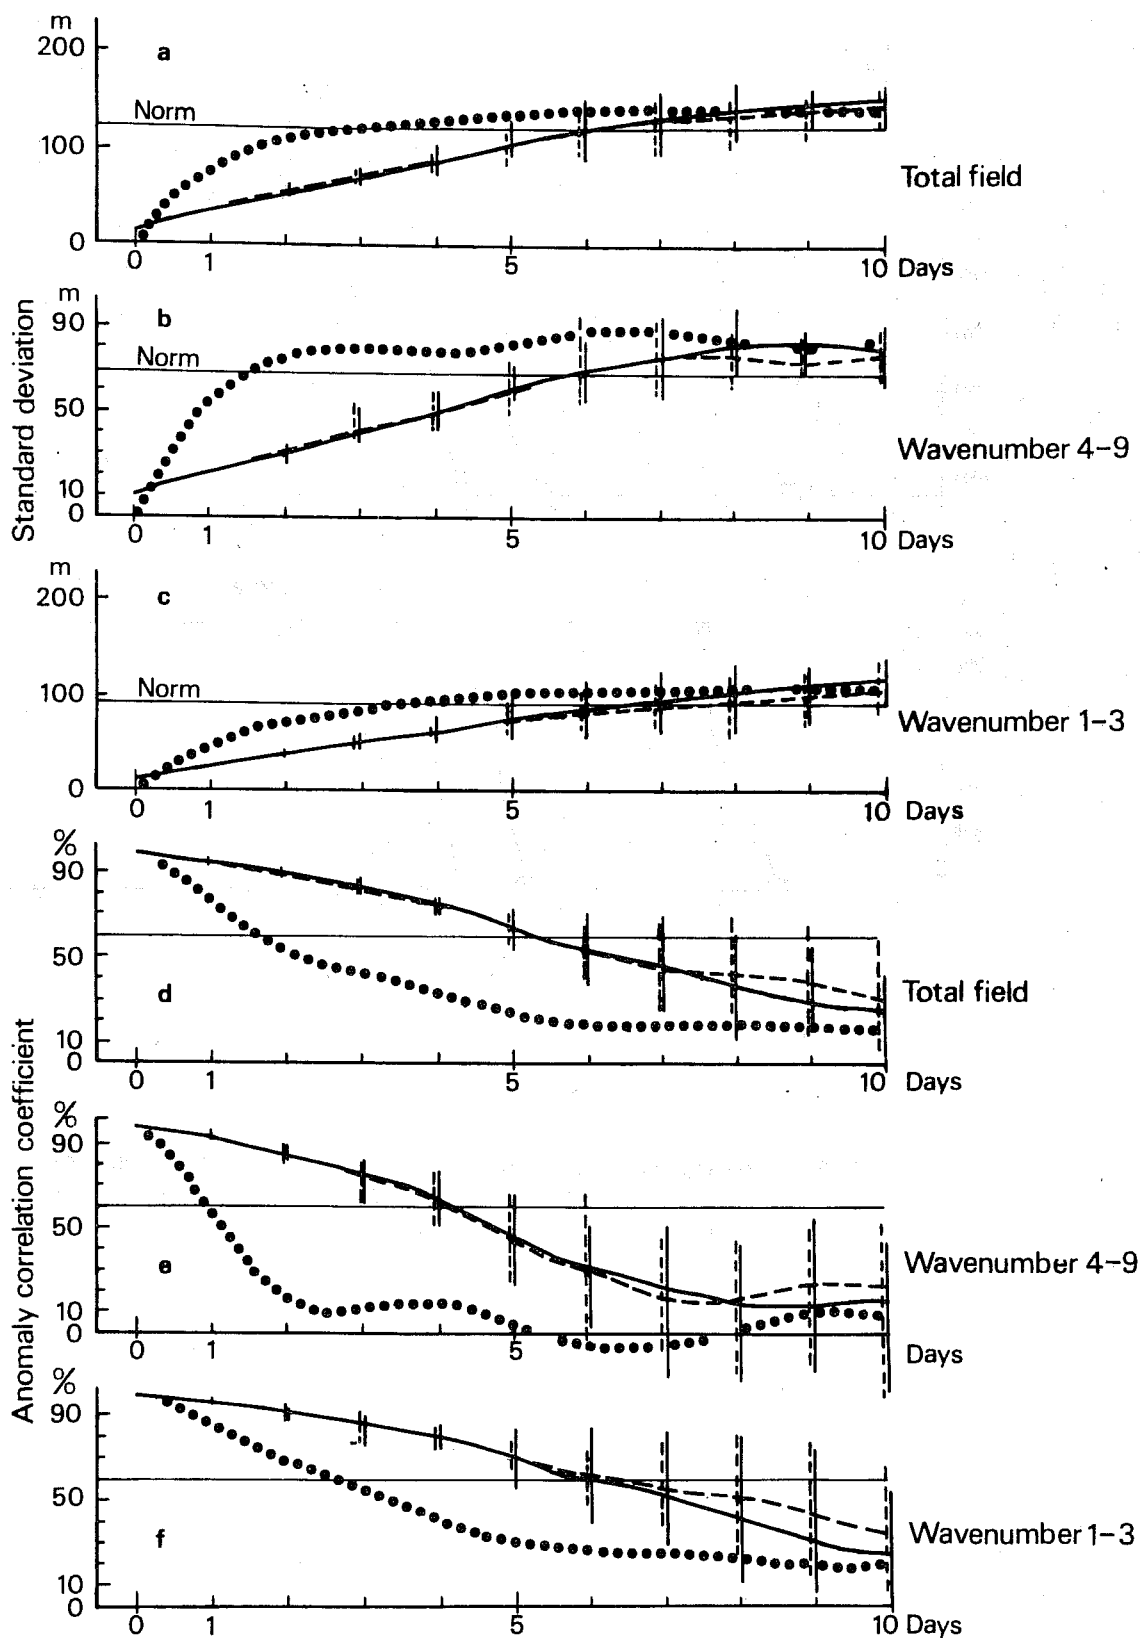 m
200
a
Norm
100
Total field
0
0 1 5 10 Days
m
90
b
Norm
50
Wavenumber 4-9
10
0
0 1 5 10 Days
Standard deviation
m
200
c
Norm
100
Wavenumber 1-3
0
0 1 5 10 Days
%
90
50
d
Total field
10
0
0 1 5 10 Days
%
90
50
e
Wavenumber 4-9
10
0
0 1 5 Days
Anomaly correlation coefficient
%
90
50
f
Wavenumber 1-3
10
0
0 1 5 10 Days